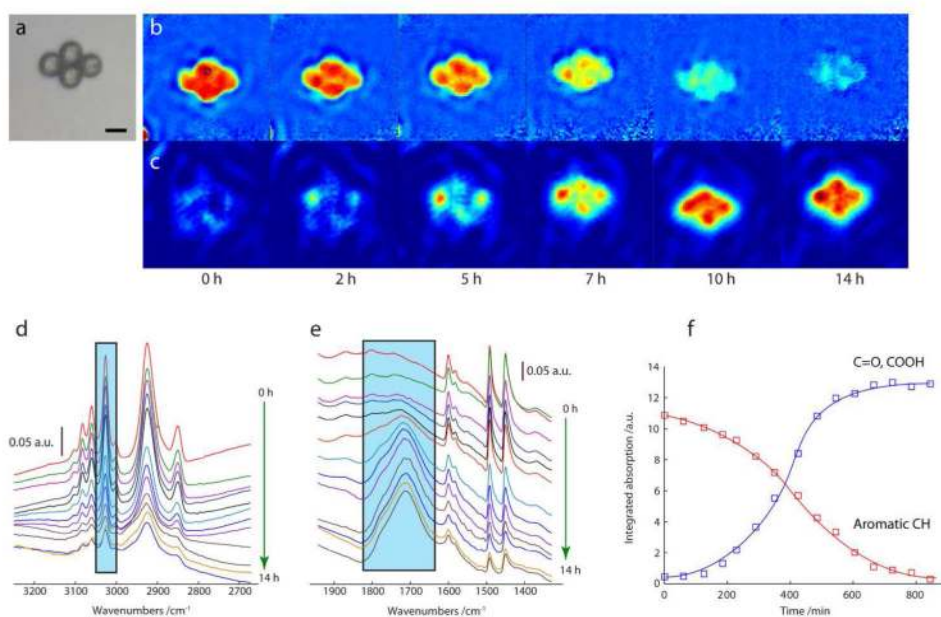 a
b
c
0 h
2 h
5 h
7 h
10 h
14 h
d
0.05 a.u.
0 h
14 h
3200
3100
3000
2900
2800
2700
Wavenumbers /cm⁻¹
e
0.05 a.u.
0 h
14 h
1900
1800
1700
1600
1500
1400
Wavenumbers /cm⁻¹
f
C=O, COOH
Aromatic CH
Integrated absorption /a.u.
14
12
10
8
6
4
2
0
0
200
400
600
800
Time /min